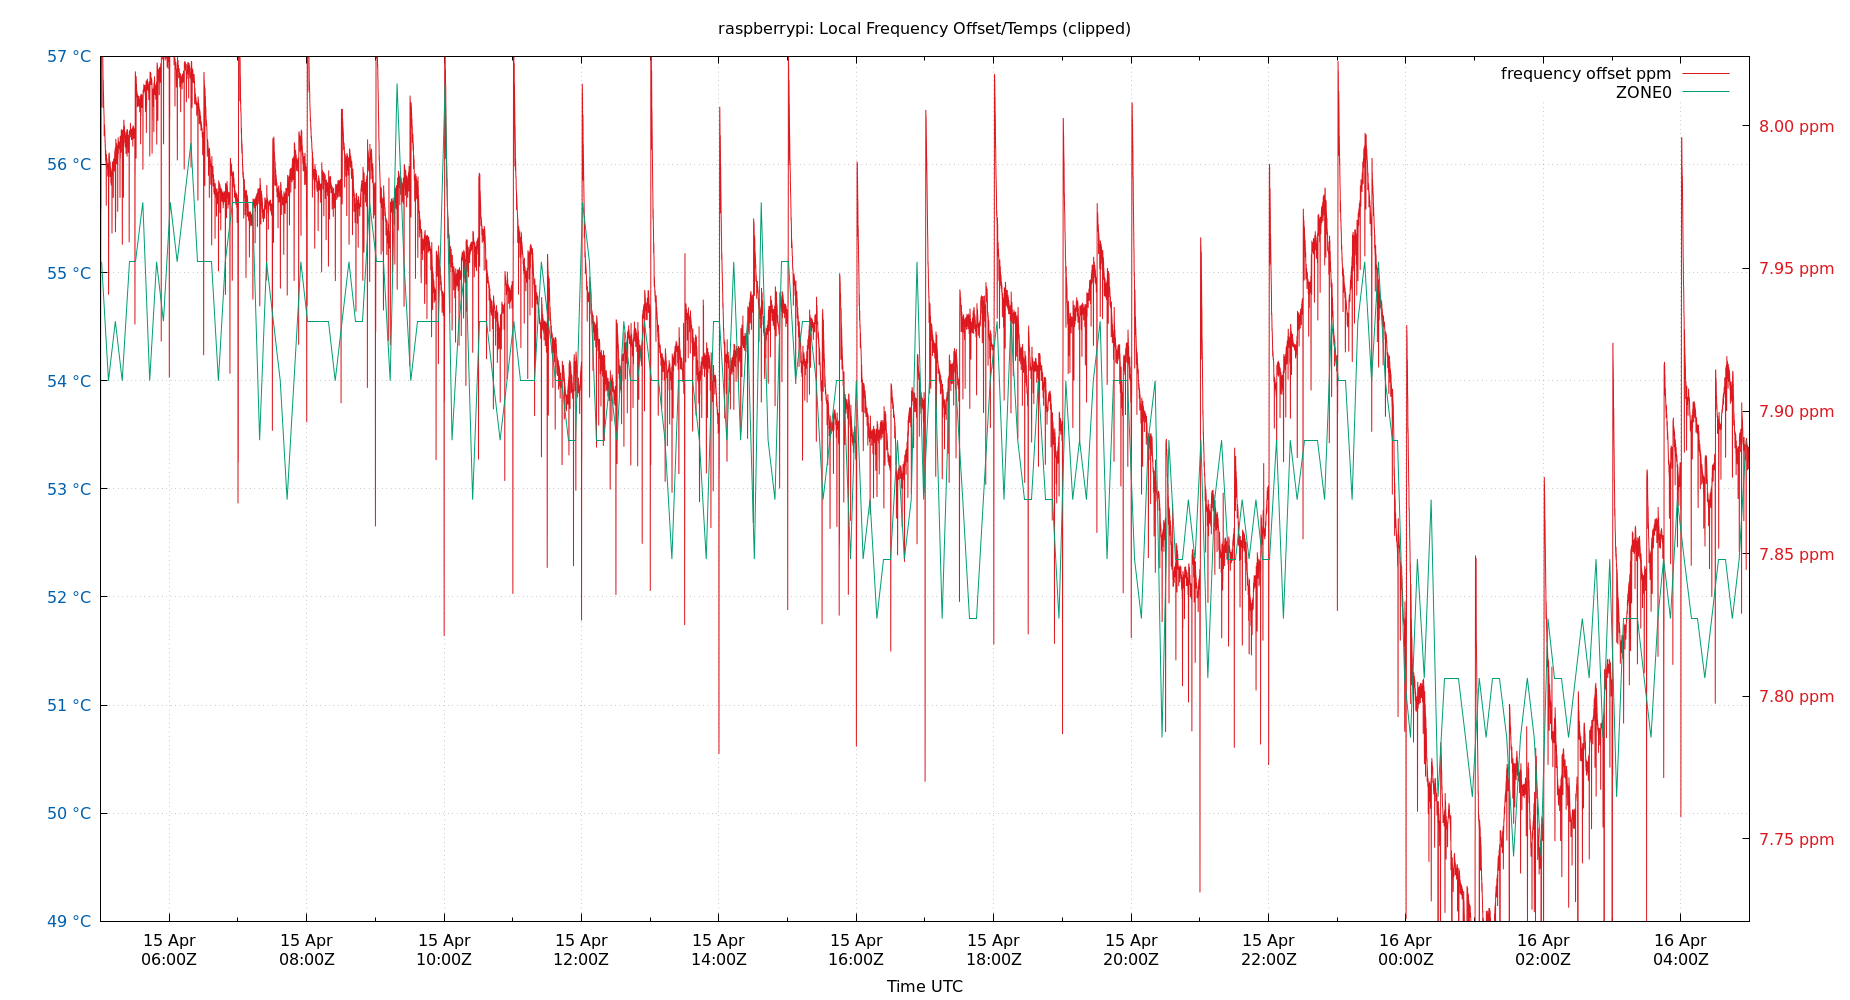 raspberrypi: Local Frequency Offset/Temps (clipped)
frequency offset ppm
ZONE0
57 °C
56 °C
55 °C
54 °C
53 °C
52 °C
51 °C
50 °C
49 °C
8.00 ppm
7.95 ppm
7.90 ppm
7.85 ppm
7.80 ppm
7.75 ppm
15 Apr 15 Apr 15 Apr 15 Apr 15 Apr 15 Apr 15 Apr 15 Apr 15 Apr 16 Apr 16 Apr 16 Apr
06:00Z 08:00Z 10:00Z 12:00Z 14:00Z 16:00Z 18:00Z 20:00Z 22:00Z 00:00Z 02:00Z 04:00Z
Time UTC